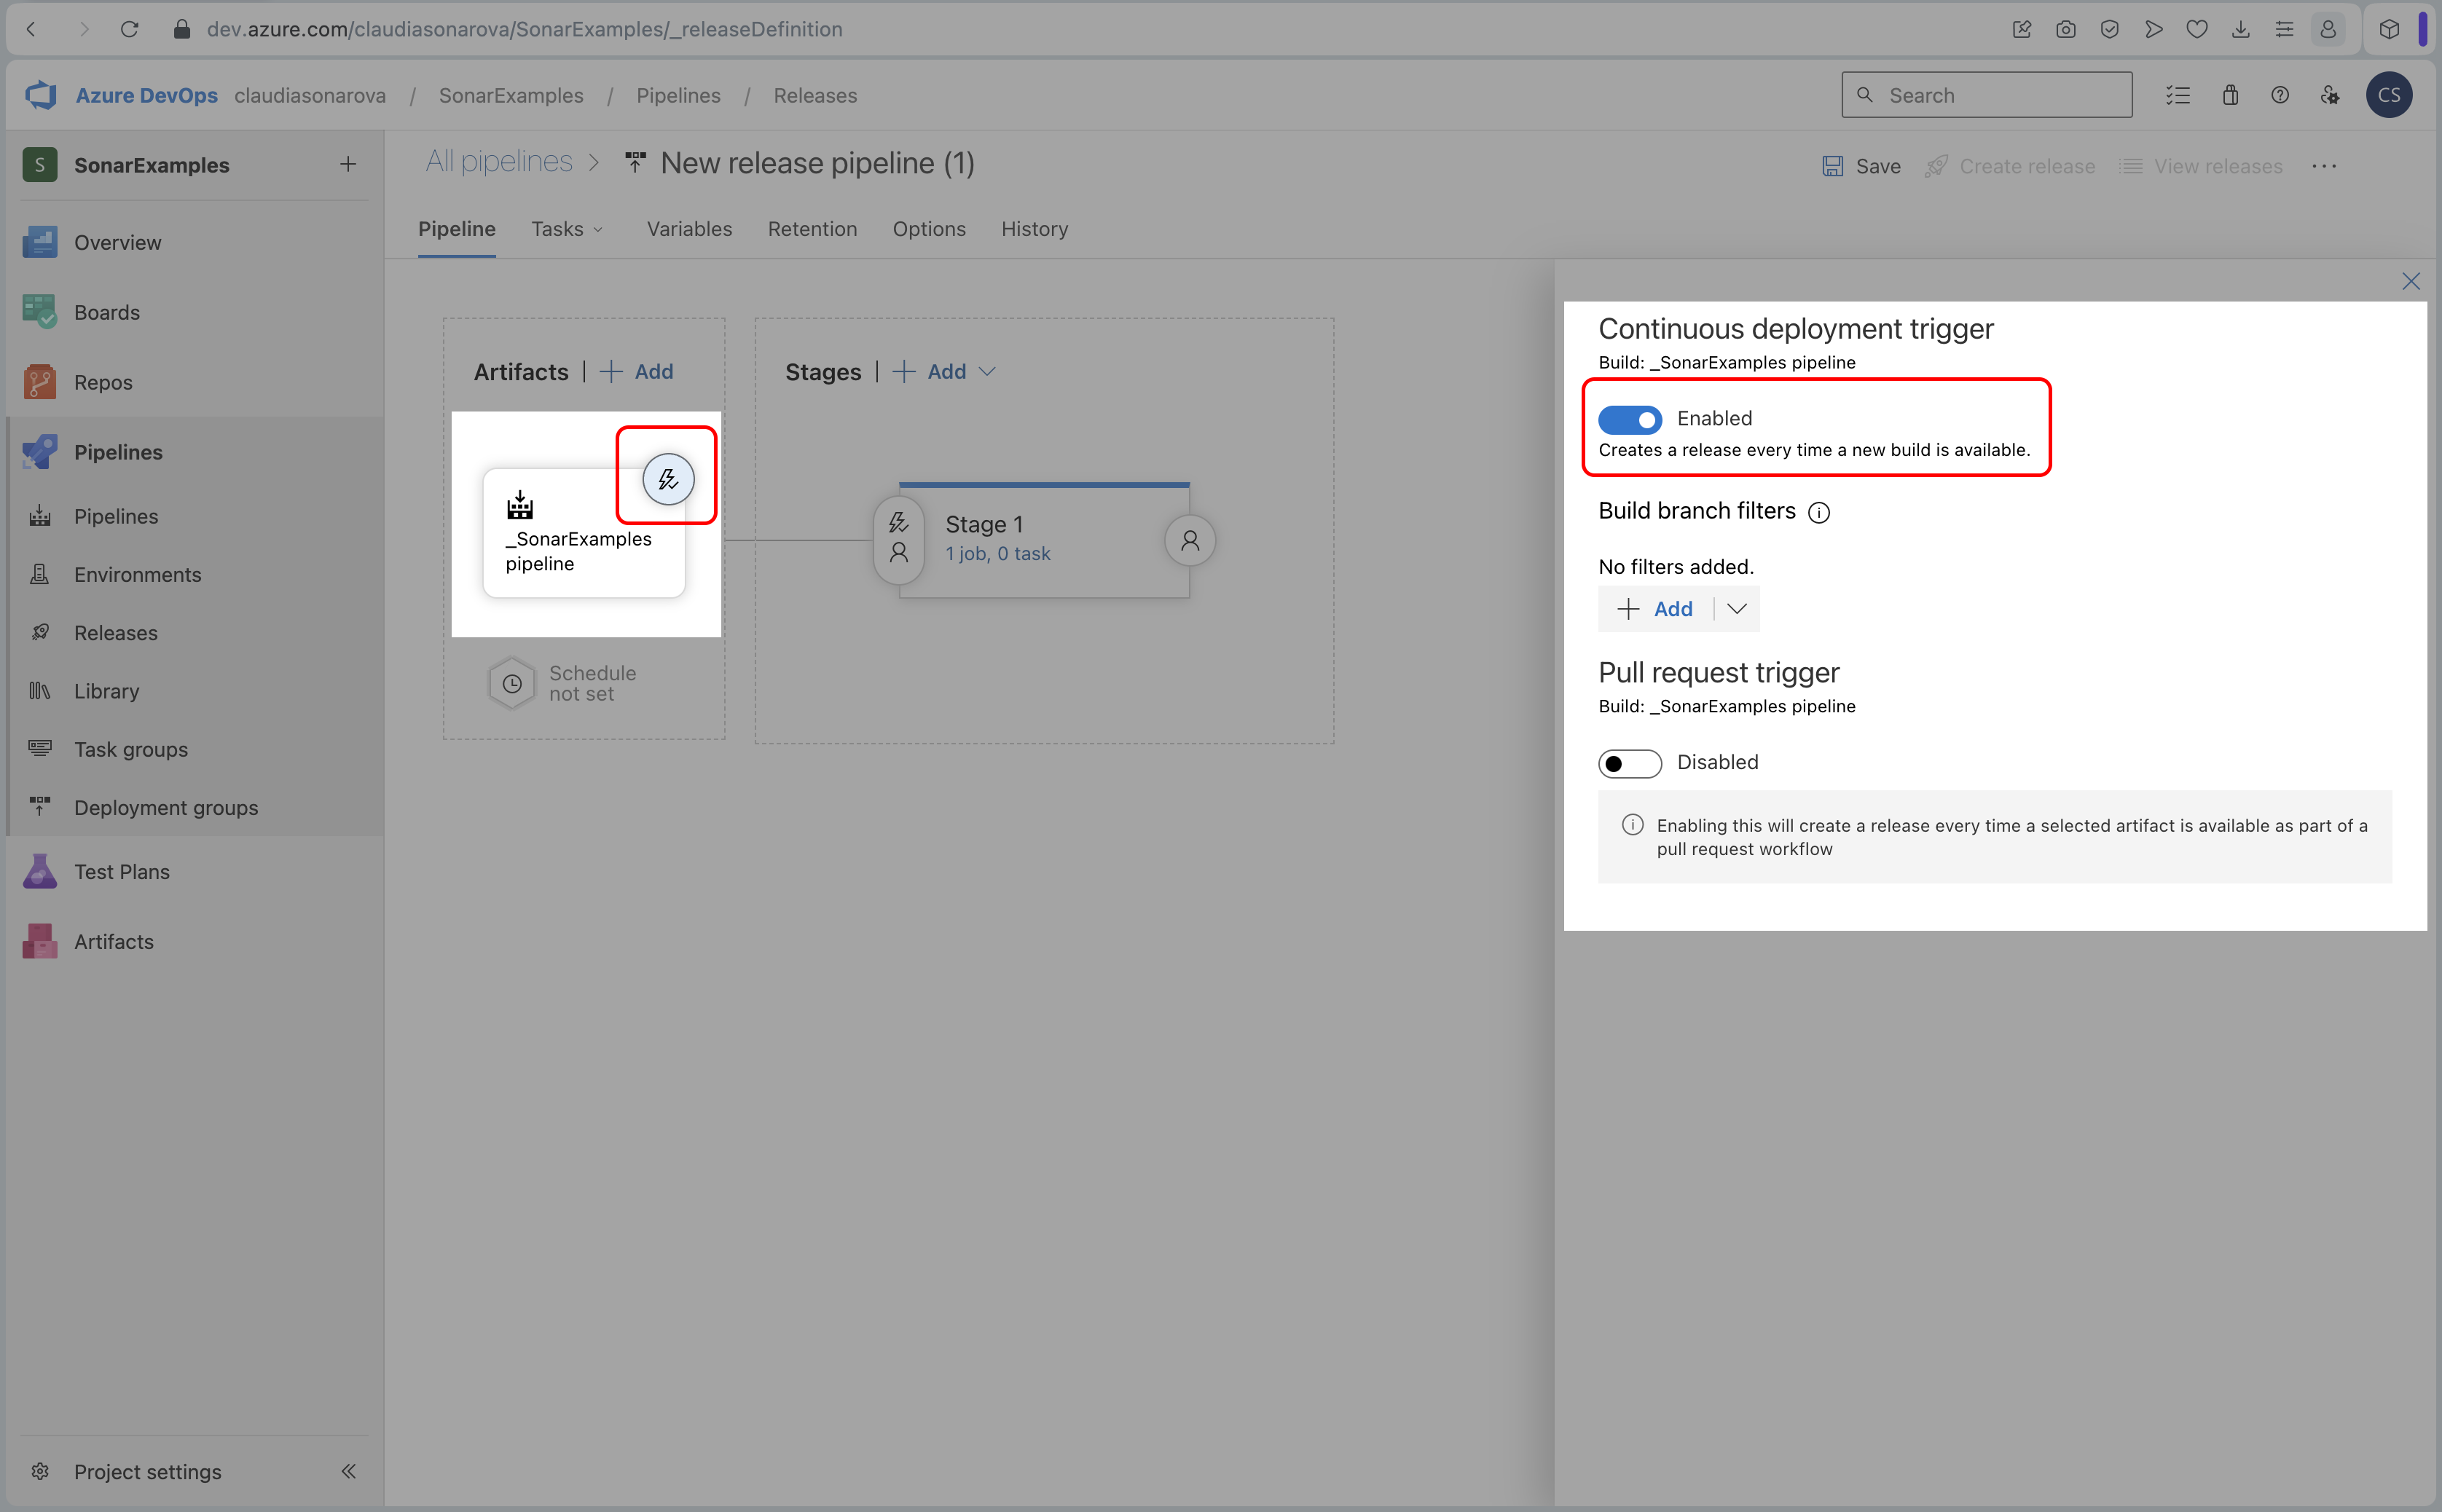 dev.azure.com/claudiasonarova/SonarExamples/_releaseDefinition
Azure DevOps claudiasonarova / SonarExamples / Pipelines / Releases
Search
CS
S SonarExamples
Overview
Boards
Repos
Pipelines
Pipelines
Environments
Releases
Library
Task groups
Deployment groups
Test Plans
Artifacts
Project settings
All pipelines > New release pipeline (1)
Save Create release View releases ...
Pipeline Tasks Variables Retention Options History
Artifacts | + Add
_SonarExamples
pipeline
Schedule
not set
Stages | + Add
Stage 1
1 job, 0 task
Continuous deployment trigger
Build: _SonarExamples pipeline
Enabled
Creates a release every time a new build is available.
Build branch filters
No filters added.
+ Add
Pull request trigger
Build: _SonarExamples pipeline
Disabled
Enabling this will create a release every time a selected artifact is available as part of a
pull request workflow